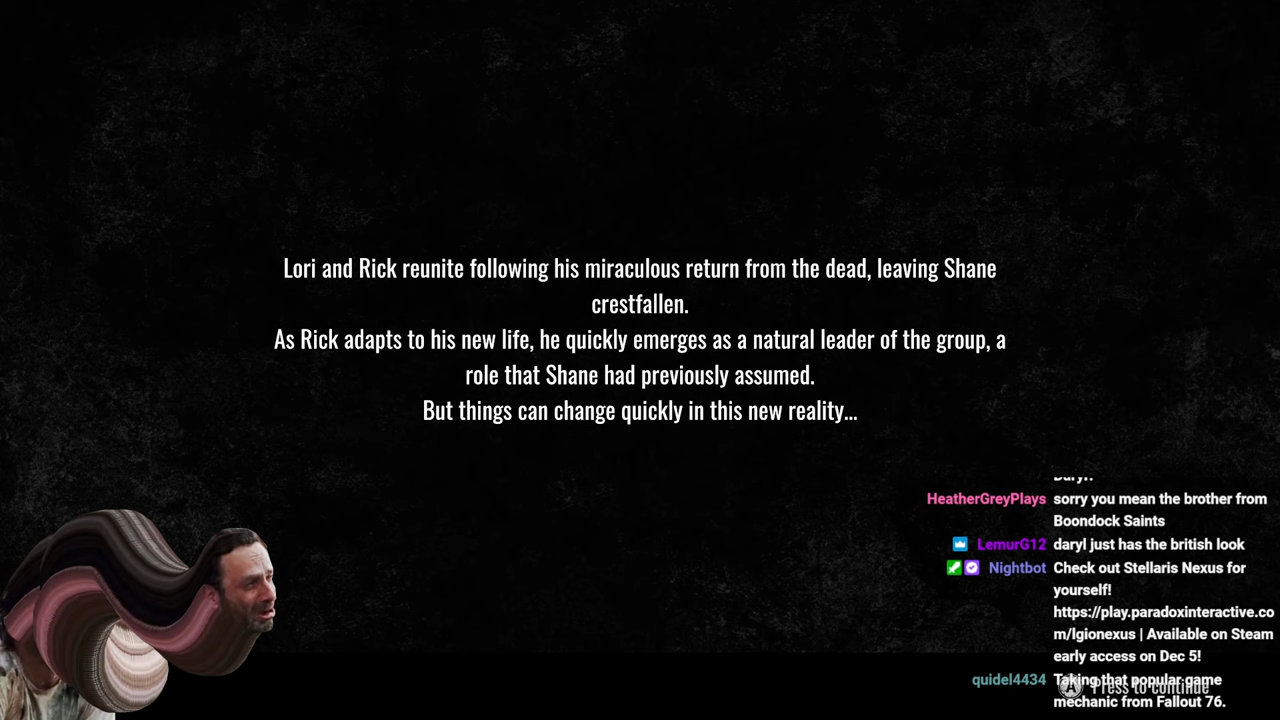 Lori and Rick reunite following his miraculous return from the dead, leaving Shane
crestfallen.
As Rick adapts to his new life, he quickly emerges as a natural leader of the group, a
role that Shane had previously assumed.
But things can change quickly in this new reality...
HeatherGreyPlays sorry you mean the brother from
Boondock Saints
LemurG12 daryl just has the british look
Nightbot Check out Stellaris Nexus for
yourself!
https://play.paradoxinteractive.co
m/lgionexus | Available on Steam
early access on Dec 5!
quidel4434 Taking that popular game
A Press to continue
mechanic from Fallout 76.